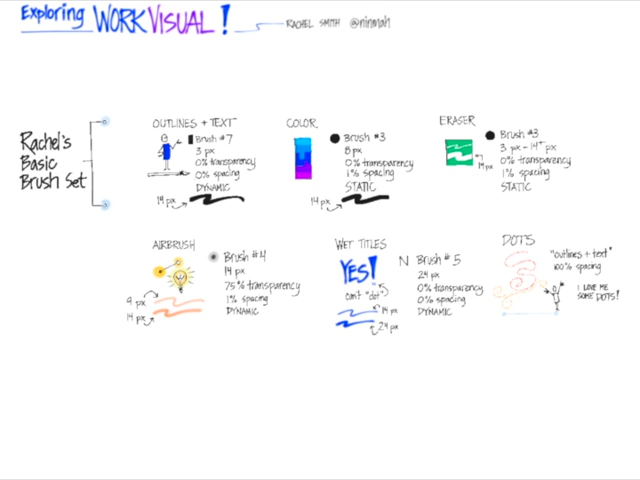 Exploring WORK VISUAL! RACHEL SMITH @ninmah
Rachel's
Basic
Brush Set
OUTLINES + TEXT
Brush #7
3 px
0% transparency
0% spacing
DYNAMIC
14 px
COLOR
Brush #3
8 px
0% transparency
1% spacing
STATIC
14 px
ERASER
Brush #3
3 px - 14+ px
0% transparency
1% spacing
STATIC
14 px
AIRBRUSH
Brush #4
14 px
75% transparency
1% spacing
DYNAMIC
9 px
14 px
WET TITLES
YES!
can't "dot"
14 px
24 px
N Brush #5
24 px
0% transparency
0% spacing
DYNAMIC
DOTS
"outlines + text"
100% spacing
I LOVE ME
SOME DOTS!